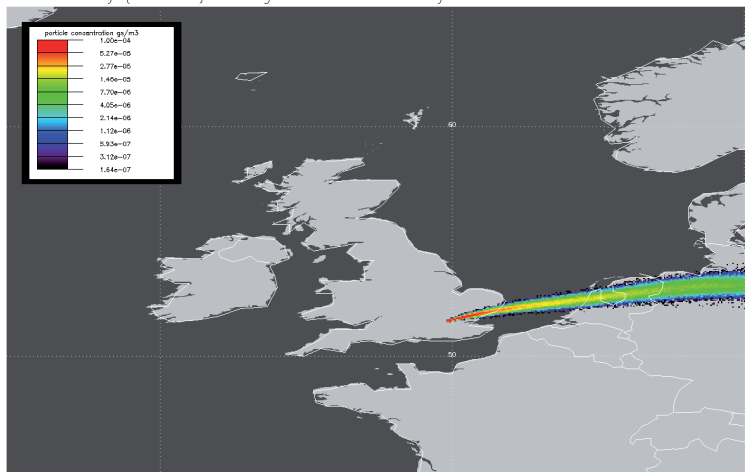 particle concantration gs/m3
1.00e-04
5.27e-05
2.77e-05
1.46e-05
7.70e-06
4.05e-06
2.14e-06
1.12e-06
5.93e-07
3.12e-07
1.64e-07
60
50